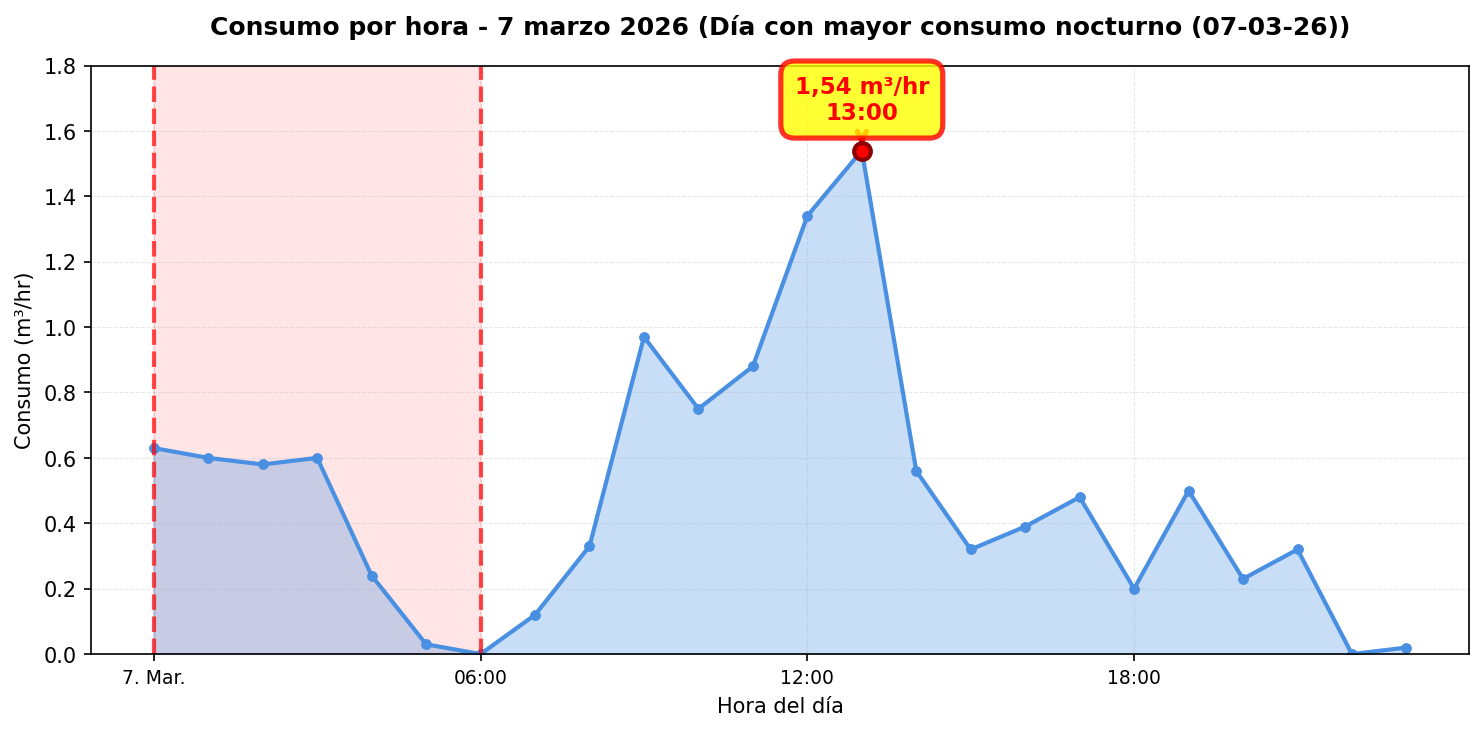 Consumo por hora - 7 marzo 2026 (Día con mayor consumo nocturno (07-03-26))
1,54 m³/hr
13:00
Consumo (m³/hr)
1.8
1.6
1.4
1.2
1.0
0.8
0.6
0.4
0.2
0.0
7. Mar.
06:00
12:00
18:00
Hora del día